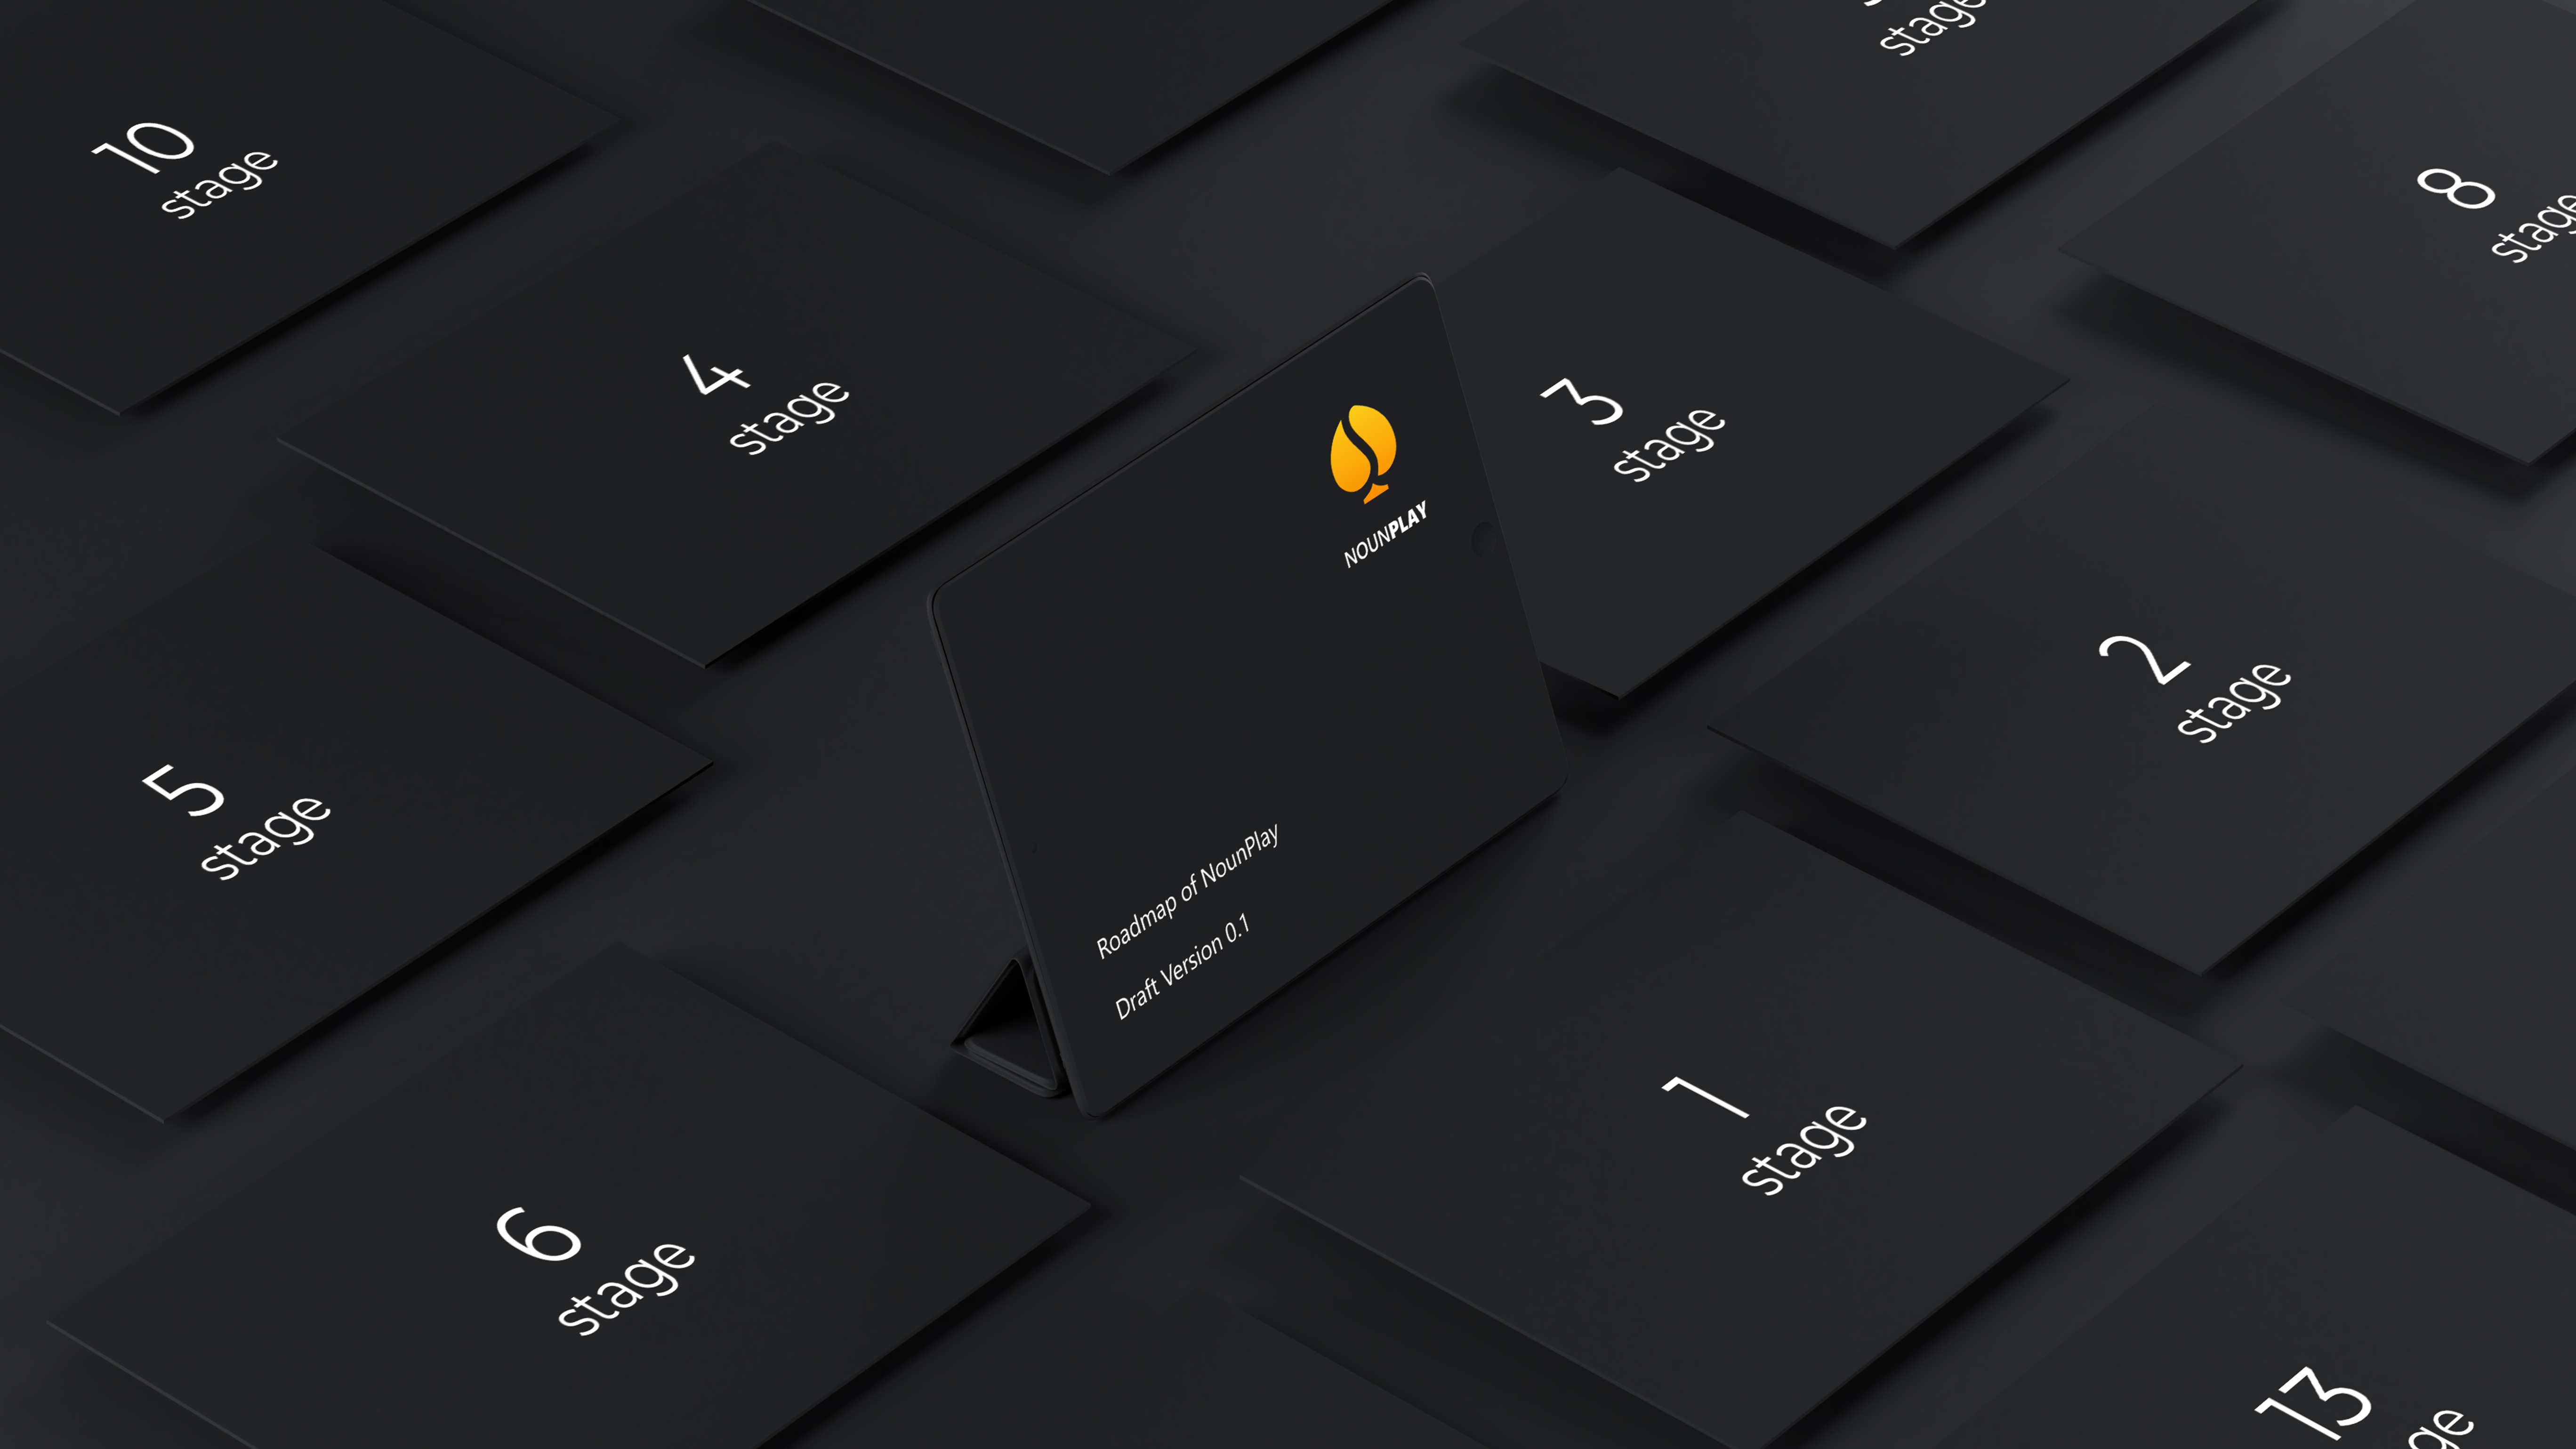 10
stage
stage
8
stage
4
stage
3
stage
NOUNPLAY
2
stage
5
stage
Roadmap of NounPlay
Draft Version 0.1
1
stage
6
stage
13